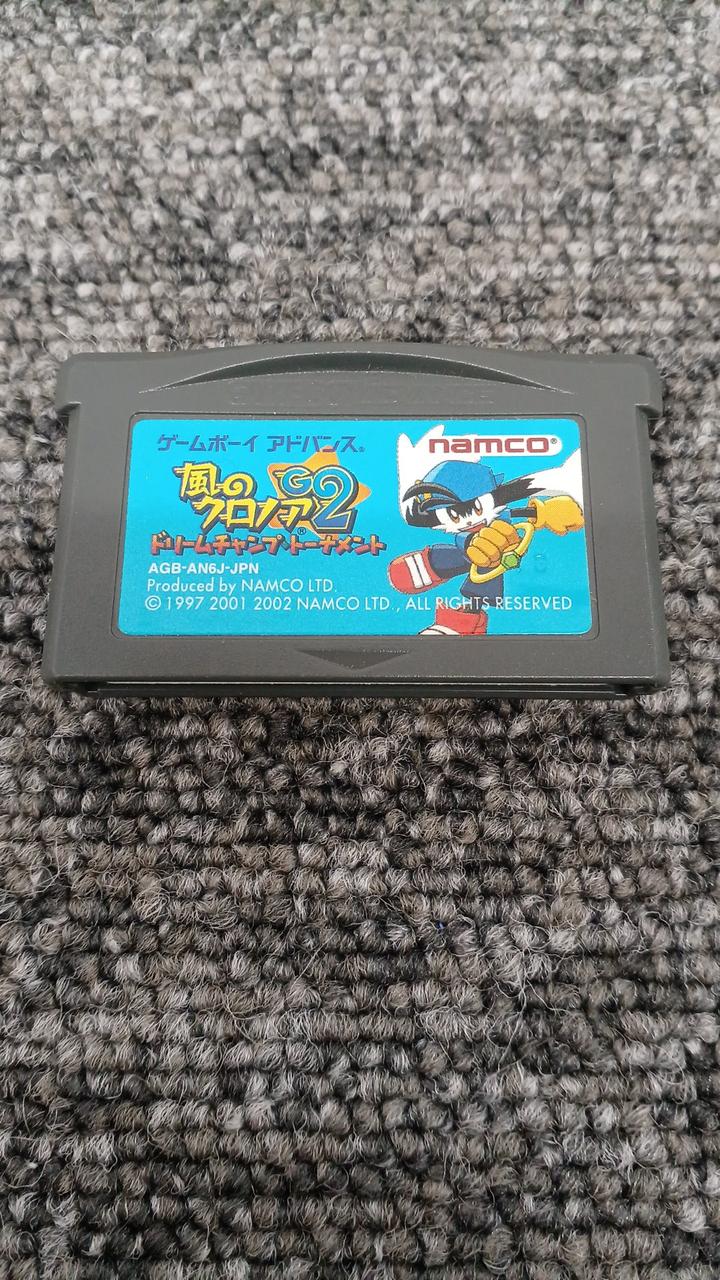 ゲームボーイ アドバンス®
namco®
風の
クロノア G2®
ドリームチャンプ・トーナメント
AGB-AN6J-JPN
Produced by NAMCO LTD.
© 1997 2001 2002 NAMCO LTD., ALL RIGHTS RESERVED